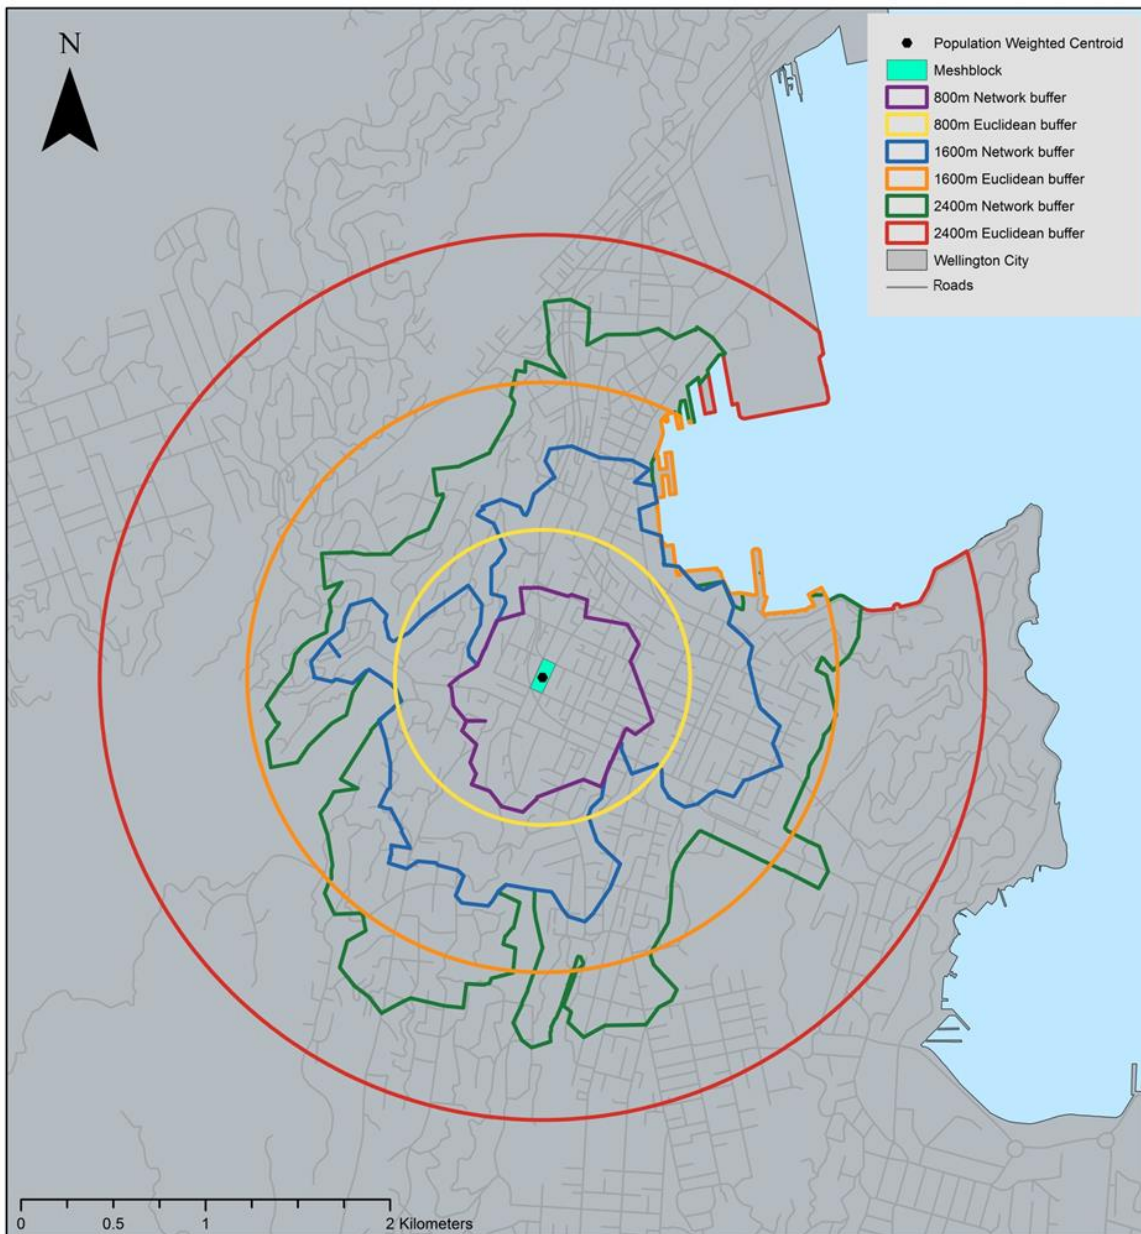 N
Population Weighted Centroid
Meshblock
800m Network buffer
800m Euclidean buffer
1600m Network buffer
1600m Euclidean buffer
2400m Network buffer
2400m Euclidean buffer
Wellington City
Roads
0 0.5 1 2 Kilometers